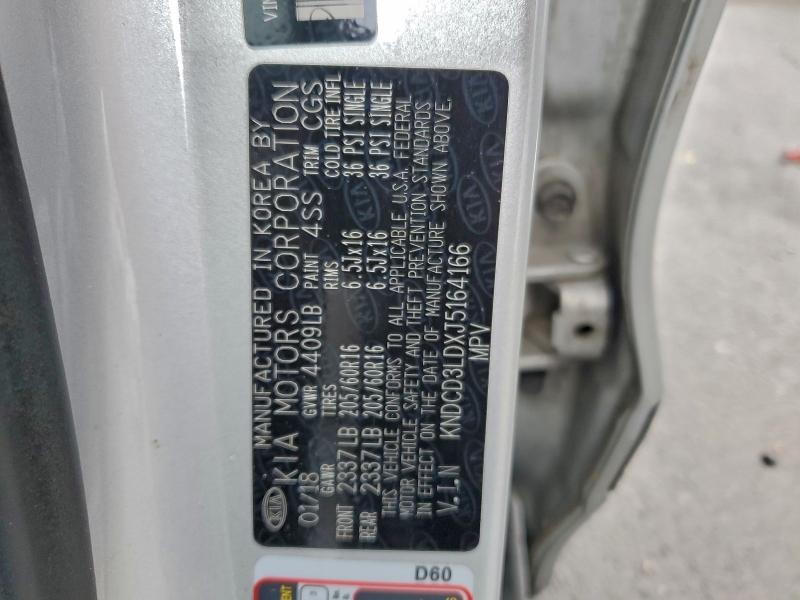 VIN
MANUFACTURED IN KOREA BY
KIA KIA MOTORS CORPORATION
01/18 GVWR 4409LB PAINT 4SS TRIM CGS
GAWR TIRES RIMS COLD TIRE INFL
FRONT 2337LB 205/60R16 6.5Jx16 36 PSI SINGLE
REAR 2337LB 205/60R16 6.5Jx16 36 PSI SINGLE
THIS VEHICLE CONFORMS TO ALL APPLICABLE U.S.A. FEDERAL
MOTOR VEHICLE SAFETY AND THEFT PREVENTION STANDARDS
IN EFFECT ON THE DATE OF MANUFACTURE SHOWN ABOVE.
V.I.N KNDCD3LDXJ5164166
MPV
D60